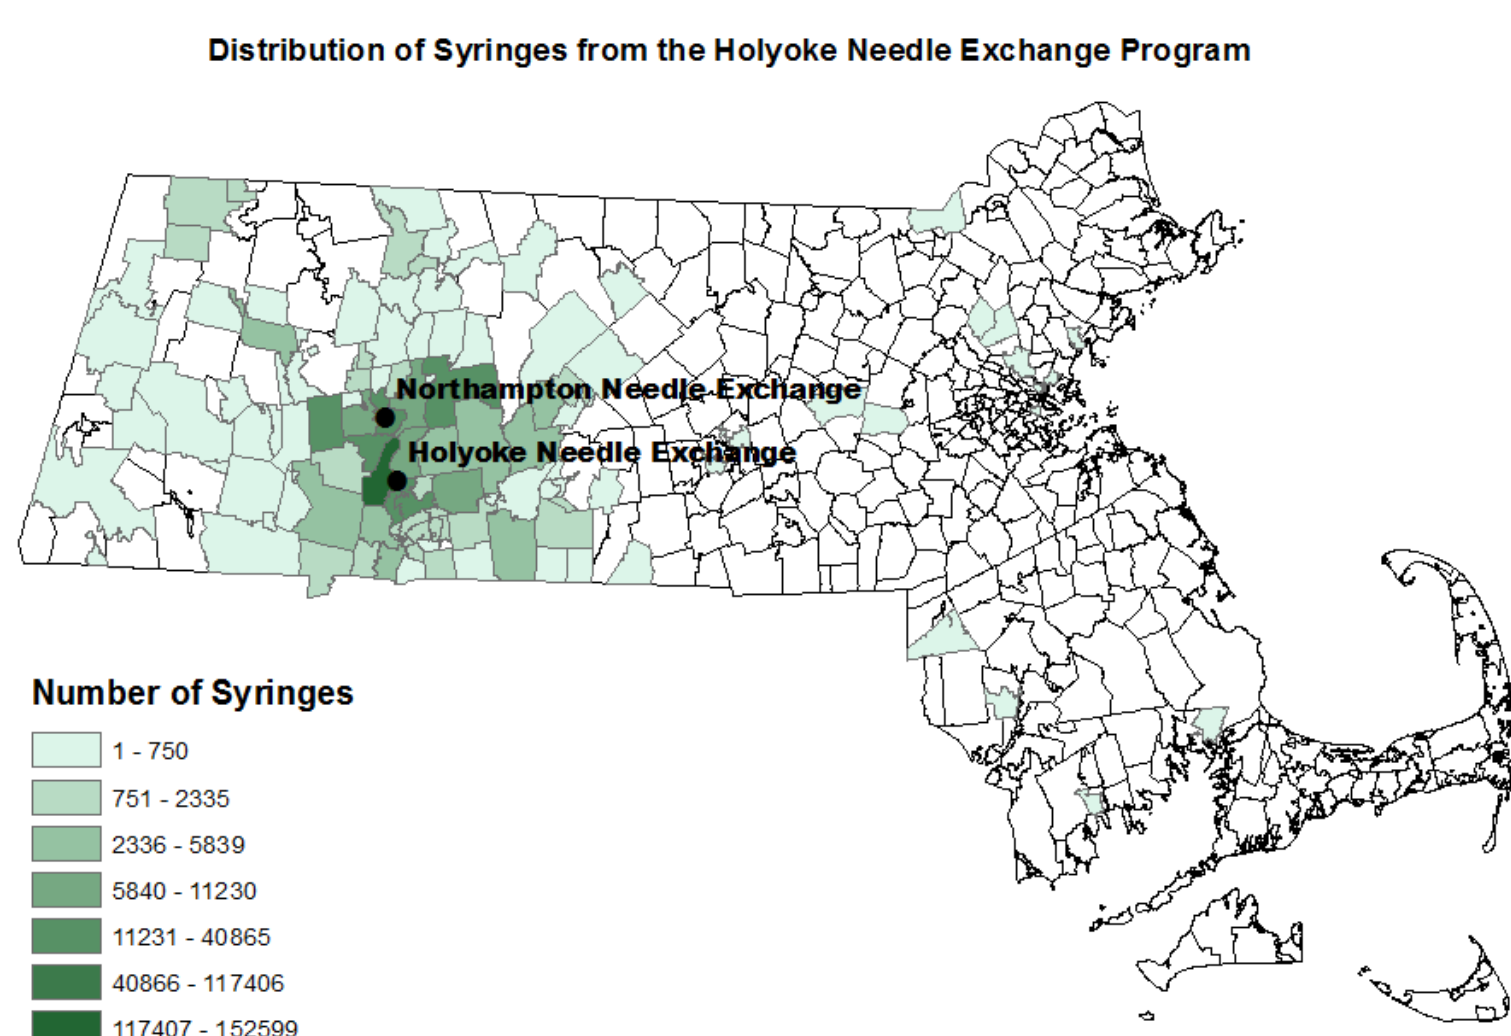 Distribution of Syringes from the Holyoke Needle Exchange Program
Northampton Needle Exchange
Holyoke Needle Exchange
Number of Syringes
1 - 750
751 - 2335
2336 - 5839
5840 - 11230
11231 - 40865
40866 - 117406
117407 - 152599